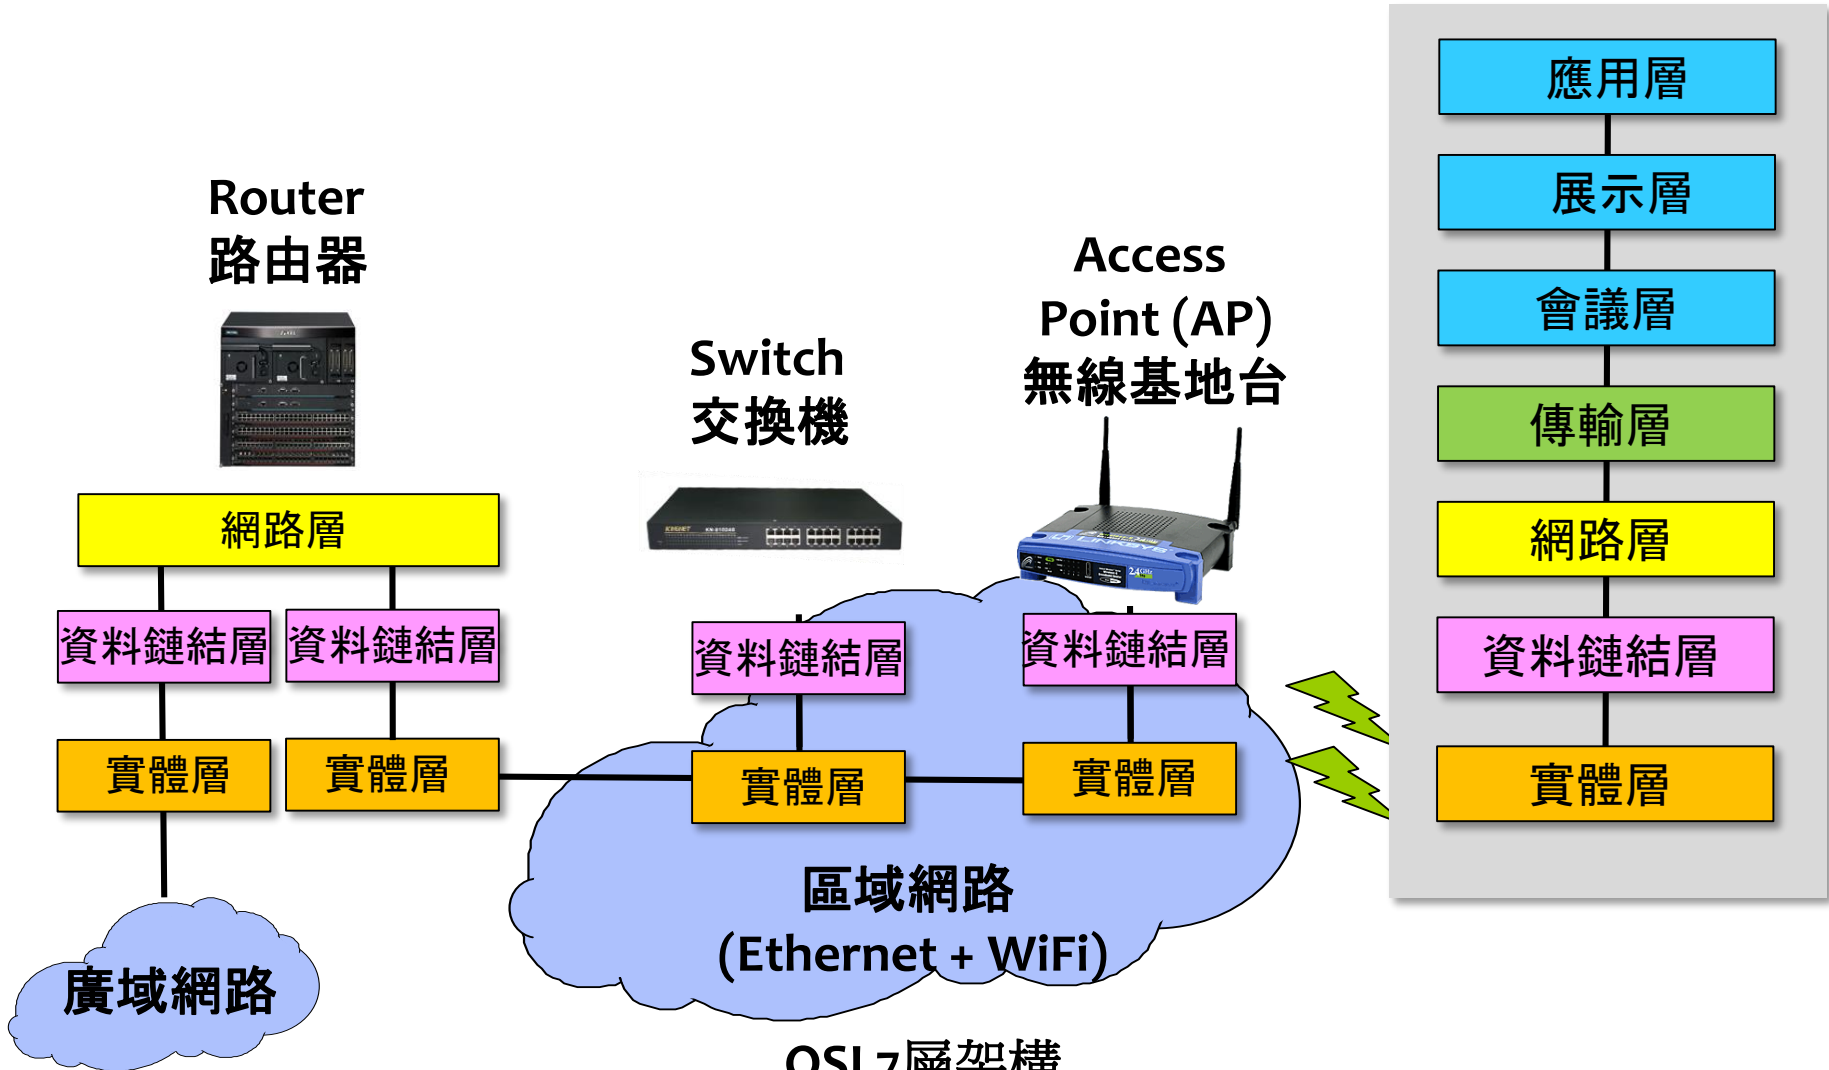 Router
路由器
網路層
資料鏈結層
資料鏈結層
實體層
實體層
廣域網路
Switch
交換機
資料鏈結層
實體層
Access
Point (AP)
無線基地台
LINKSYS
2.4GHz
資料鏈結層
實體層
區域網路
(Ethernet + WiFi)
應用層
展示層
會議層
傳輸層
網路層
資料鏈結層
實體層
OSI 7層架構